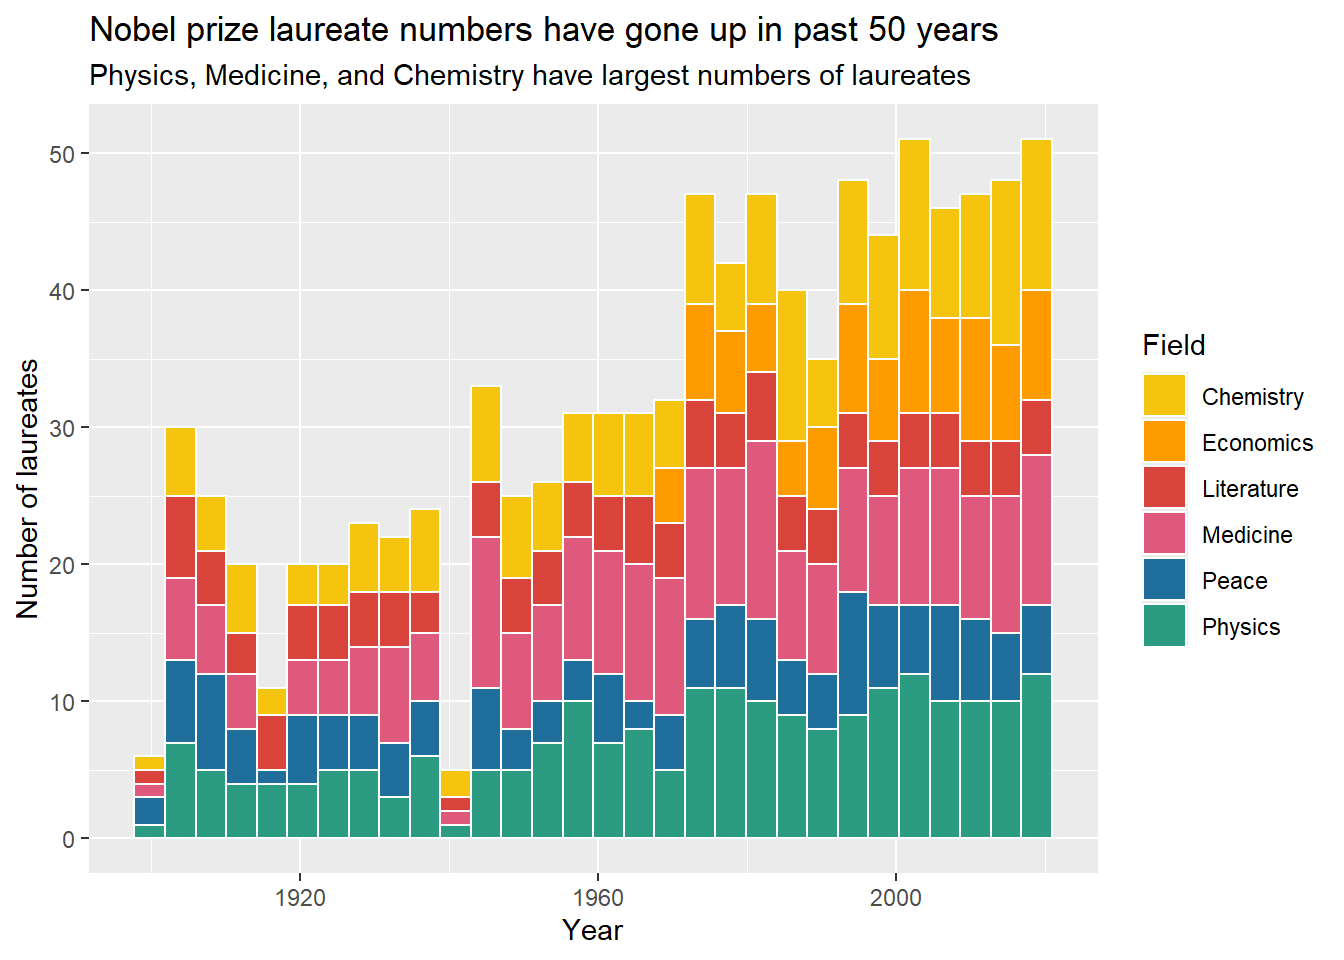 Nobel prize laureate numbers have gone up in past 50 years
Physics, Medicine, and Chemistry have largest numbers of laureates
Number of laureates
50
40
30
20
10
0
1920
1960
2000
Year
Field
Chemistry
Economics
Literature
Medicine
Peace
Physics